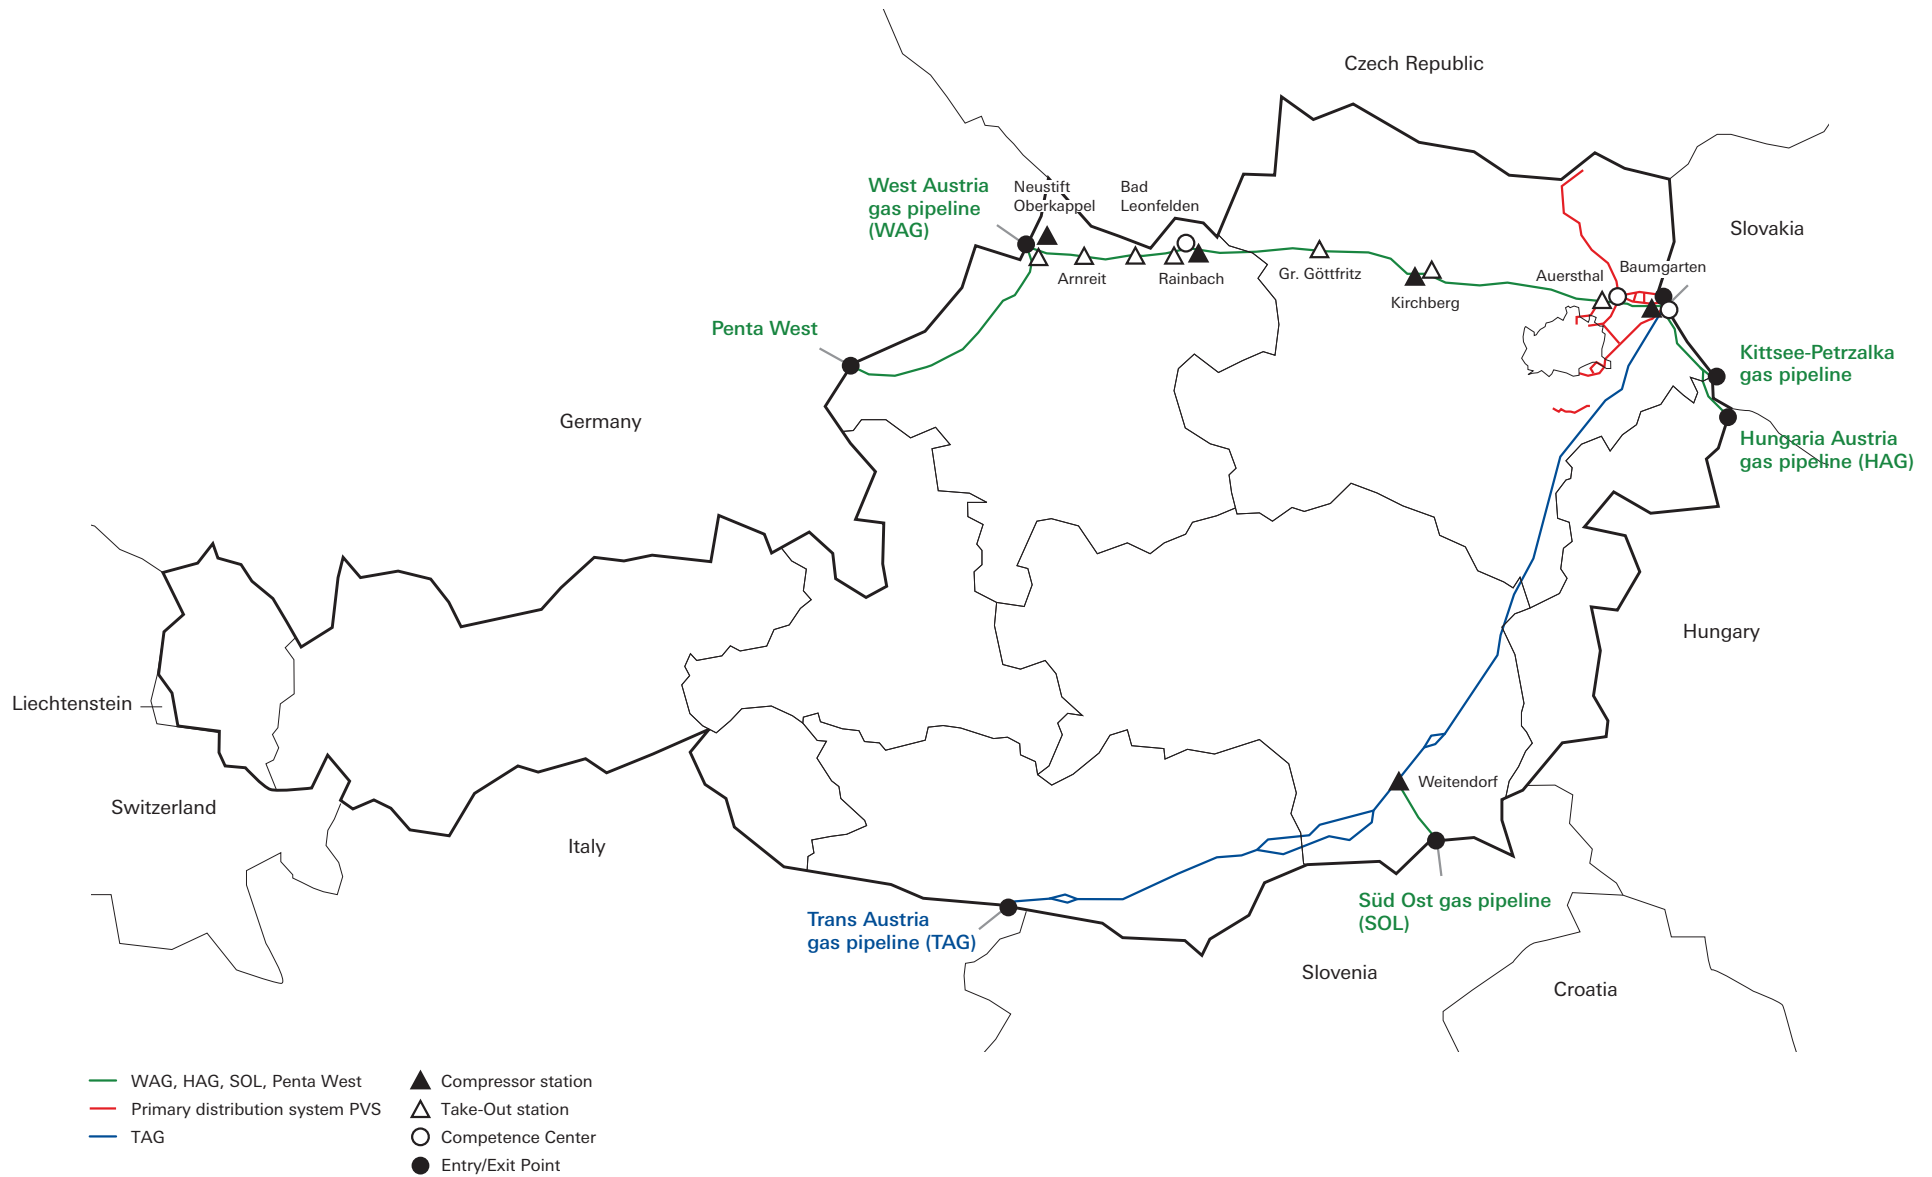 Czech Republic
West Austria
gas pipeline
(WAG)
Neustift
Oberkappel
Bad
Leonfelden
Slovakia
Arnreit
Rainbach
Gr. Göttfritz
Kirchberg
Auersthal
Baumgarten
Penta West
Kittsee-Petrzalka
gas pipeline
Germany
Hungaria Austria
gas pipeline (HAG)
Hungary
Liechtenstein
Switzerland
Italy
Weitendorf
Trans Austria
gas pipeline (TAG)
Süd Ost gas pipeline
(SOL)
Slovenia
Croatia
WAG, HAG, SOL, Penta West
Primary distribution system PVS
TAG
Compressor station
Take-Out station
Competence Center
Entry/Exit Point